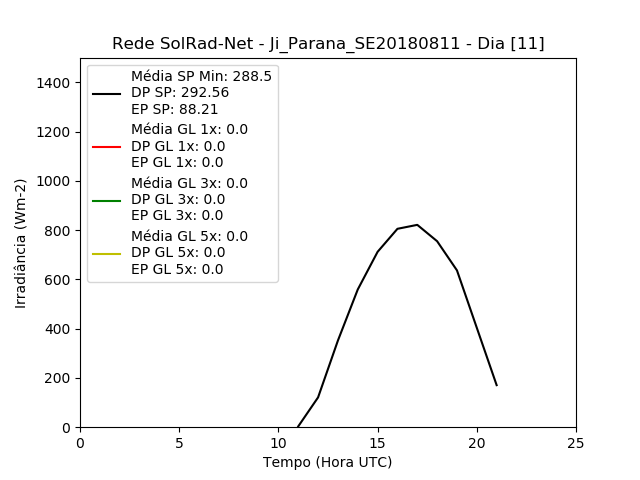 Rede SolRad-Net - Ji_Parana_SE20180811 - Dia [11]
Média SP Min: 288.5
DP SP: 292.56
EP SP: 88.21
Média GL 1x: 0.0
DP GL 1x: 0.0
EP GL 1x: 0.0
Média GL 3x: 0.0
DP GL 3x: 0.0
EP GL 3x: 0.0
Média GL 5x: 0.0
DP GL 5x: 0.0
EP GL 5x: 0.0
Irradiância (Wm-2)
1400
1200
1000
800
600
400
200
0
0 5 10 15 20 25
Tempo (Hora UTC)